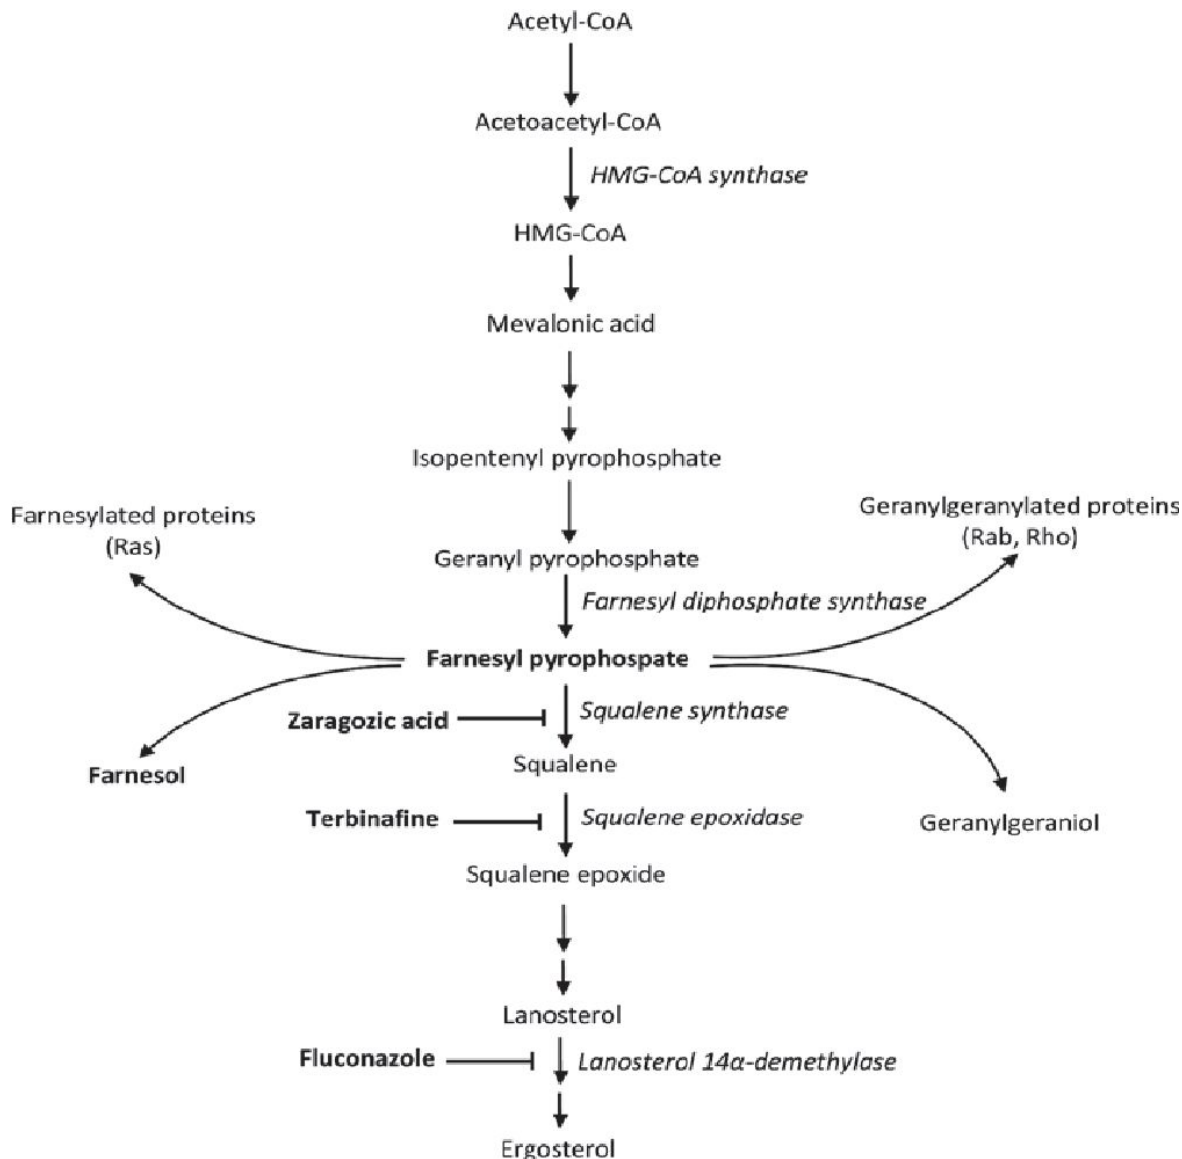 Acetyl-CoA
Acetoacetyl-CoA
HMG-CoA synthase
HMG-CoA
Mevalonic acid
Isopentenyl pyrophosphate
Farnesylated proteins
(Ras)
Geranylgeranylated proteins
(Rab, Rho)
Geranyl pyrophosphate
Farnesyl diphosphate synthase
Farnesyl pyrophospate
Zaragozic acid
Squalene synthase
Squalene
Farnesol
Terbinafine
Squalene epoxidase
Geranylgeraniol
Squalene epoxide
Lanosterol
Fluconazole
Lanosterol 14α-demethylase
Ergosterol